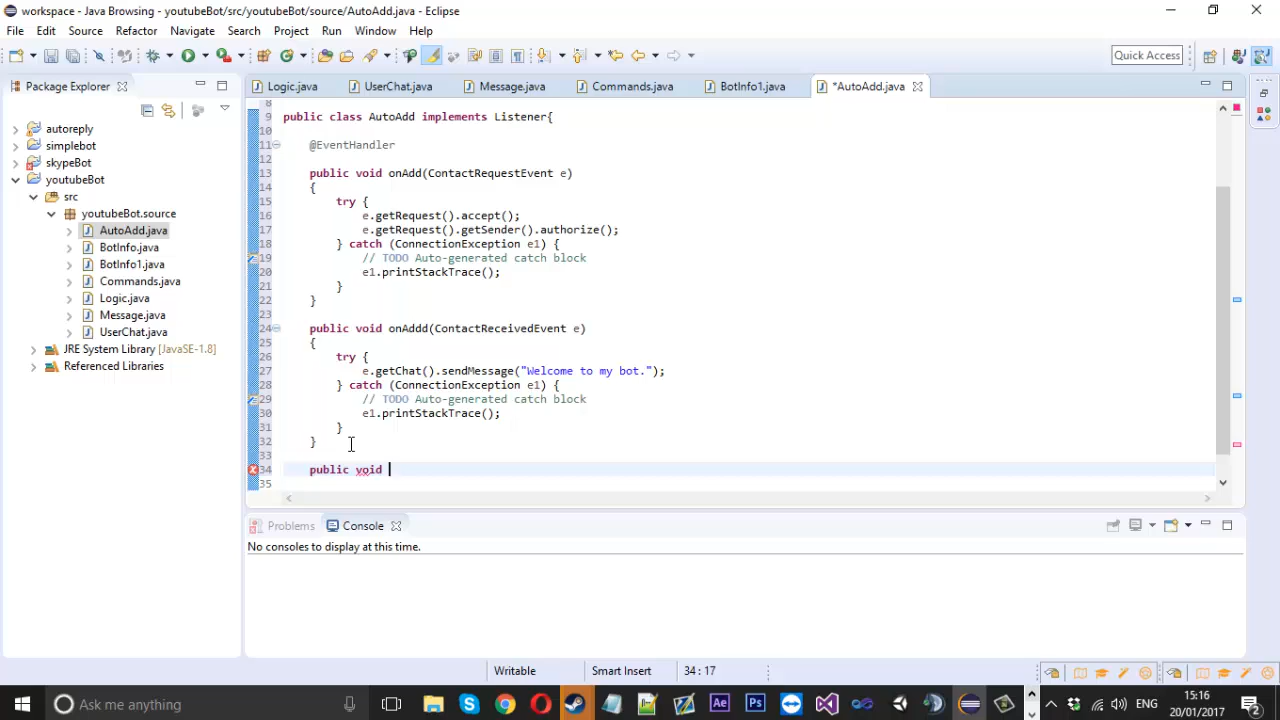 workspace - Java Browsing - youtubeBot/src/youtubeBot/source/AutoAdd.java - Eclipse
File Edit Source Refactor Navigate Search Project Run Window Help
Quick Access
Package Explorer
Logic.java UserChat.java Message.java Commands.java BotInfo1.java *AutoAdd.java
autoreply
simplebot
skypeBot
youtubeBot
src
youtubeBot.source
AutoAdd.java
BotInfo.java
BotInfo1.java
Commands.java
Logic.java
Message.java
UserChat.java
JRE System Library [JavaSE-1.8]
Referenced Libraries
8
9 public class AutoAdd implements Listener{
10
11 @EventHandler
12
13 public void onAdd(ContactRequestEvent e)
14 {
15 try {
16 e.getRequest().accept();
17 e.getRequest().getSender().authorize();
18 } catch (ConnectionException e1) {
19 // TODO Auto-generated catch block
20 e1.printStackTrace();
21 }
22 }
23
24 public void onAddd(ContactReceivedEvent e)
25 {
26 try {
27 e.getChat().sendMessage("Welcome to my bot.");
28 } catch (ConnectionException e1) {
29 // TODO Auto-generated catch block
30 e1.printStackTrace();
31 }
32 }
33
34 public void
35
Problems Console
No consoles to display at this time.
Writable Smart Insert 34 : 17
Ask me anything
Ae Ps
ENG 15:16
20/01/2017
2